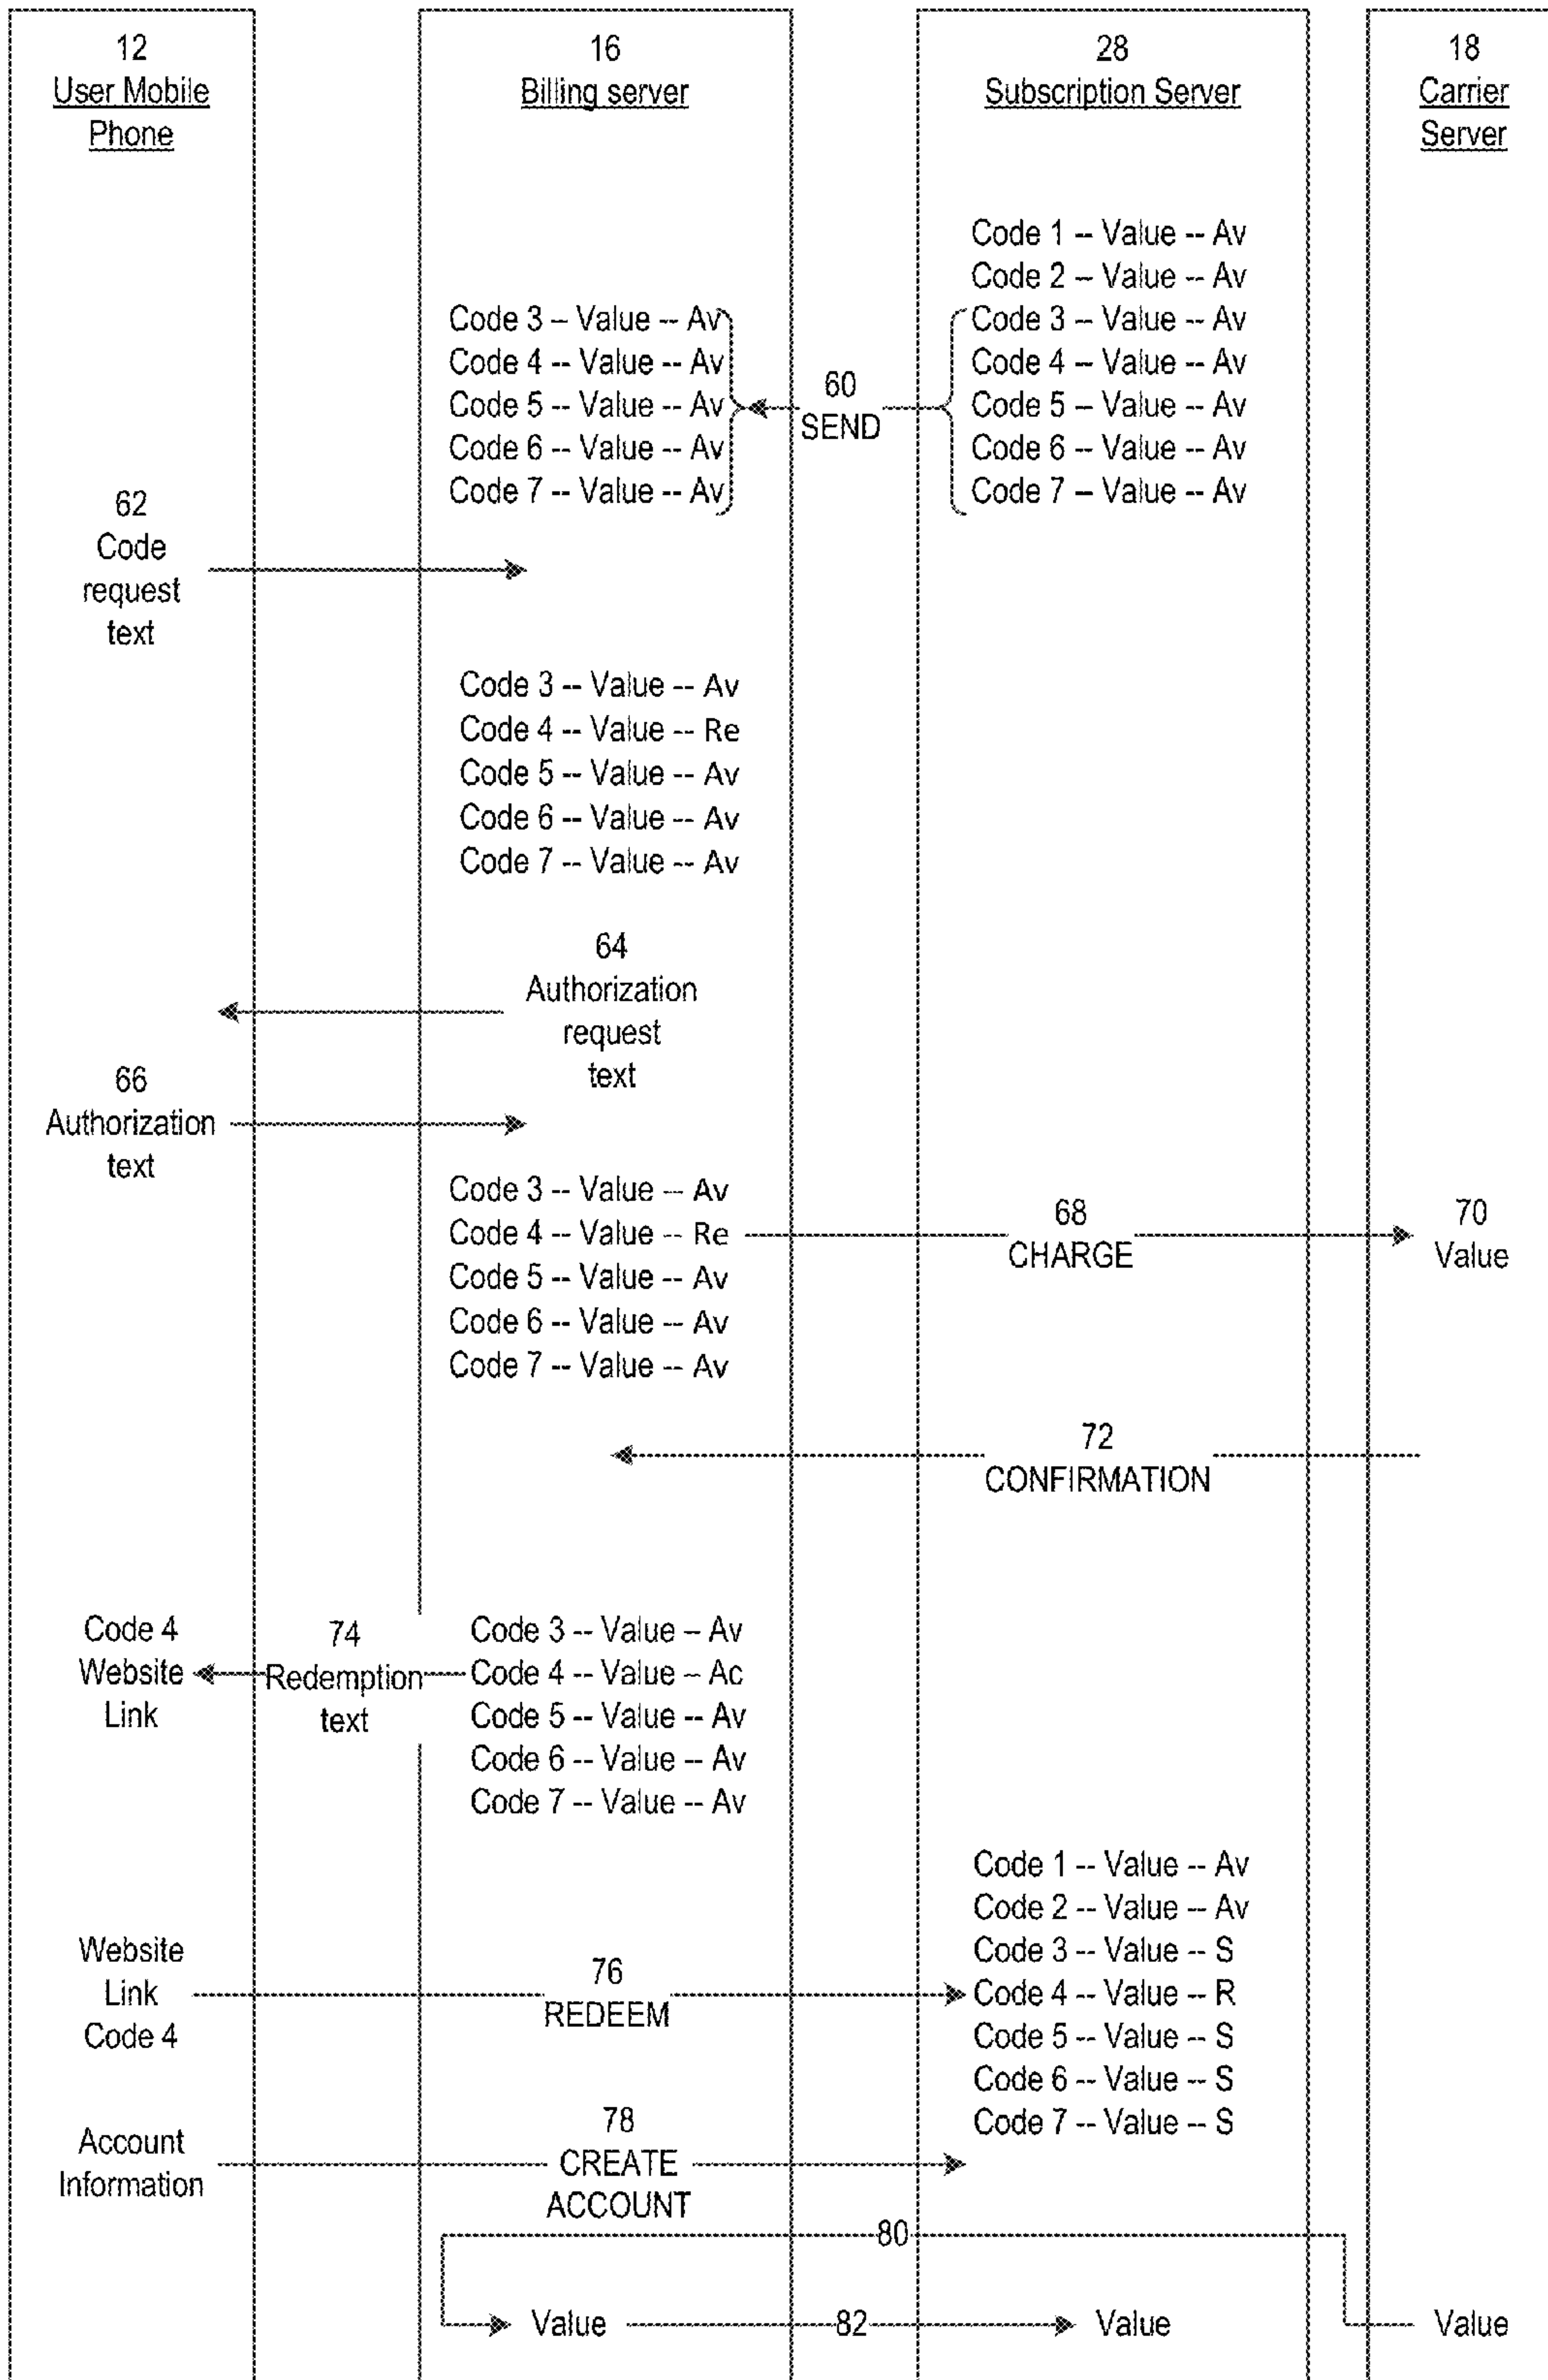 12
User Mobile
Phone
16
Billing server
28
Subscription Server
18
Carrier
Server
Code 1 -- Value -- Av
Code 2 – Value -- Av
Code 3 – Value -- Av
Code 4 – Value -- Av
Code 5 – Value -- Av
Code 6 – Value -- Av
Code 7 – Value -- Av
Code 3 – Value -- Av
Code 4 -- Value -- Av
Code 5 -- Value -- Av
Code 6 -- Value -- Av
Code 7 -- Value -- Av
60
SEND
62
Code
request
text
Code 3 -- Value -- Av
Code 4 -- Value -- Re
Code 5 -- Value -- Av
Code 6 -- Value -- Av
Code 7 -- Value -- Av
64
Authorization
request
text
66
Authorization
text
Code 3 -- Value -- Av
Code 4 -- Value -- Re
Code 5 -- Value -- Av
Code 6 -- Value -- Av
Code 7 -- Value -- Av
68
CHARGE
70
Value
72
CONFIRMATION
Code 4
Website
Link
74
Redemption
text
Code 3 -- Value – Av
Code 4 -- Value – Ac
Code 5 -- Value -- Av
Code 6 -- Value -- Av
Code 7 -- Value -- Av
Code 1 -- Value -- Av
Code 2 -- Value -- Av
Code 3 -- Value -- S
Code 4 -- Value -- R
Code 5 -- Value -- S
Code 6 -- Value -- S
Code 7 -- Value -- S
Website
Link
Code 4
76
REDEEM
Account
Information
78
CREATE
ACCOUNT
80
Value
82
Value
Value